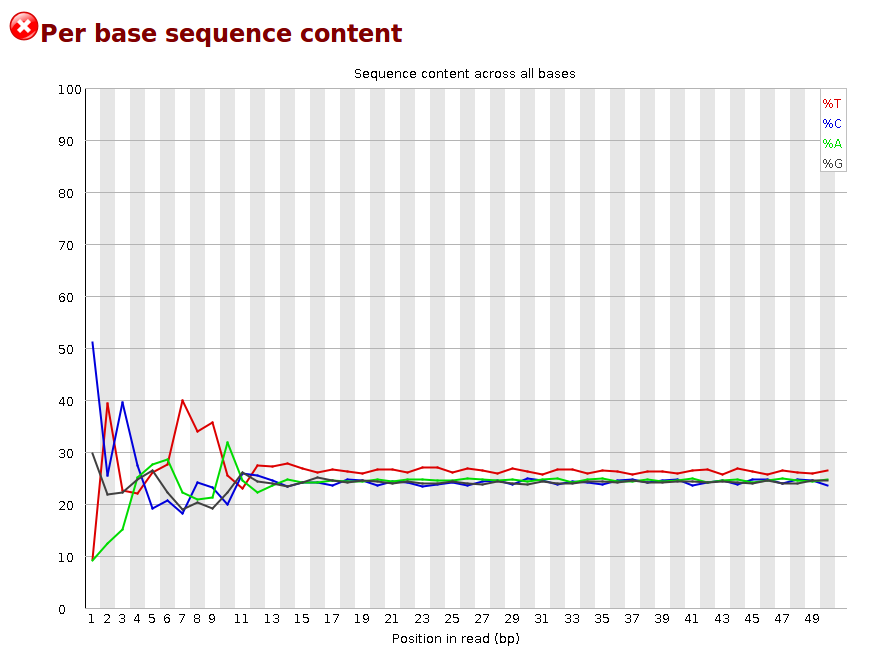 Per base sequence content
Sequence content across all bases
%T
%C
%A
%G
100
90
80
70
60
50
40
30
20
10
0
1 2 3 4 5 6 7 8 9 11 13 15 17 19 21 23 25 27 29 31 33 35 37 39 41 43 45 47 49
Position in read (bp)